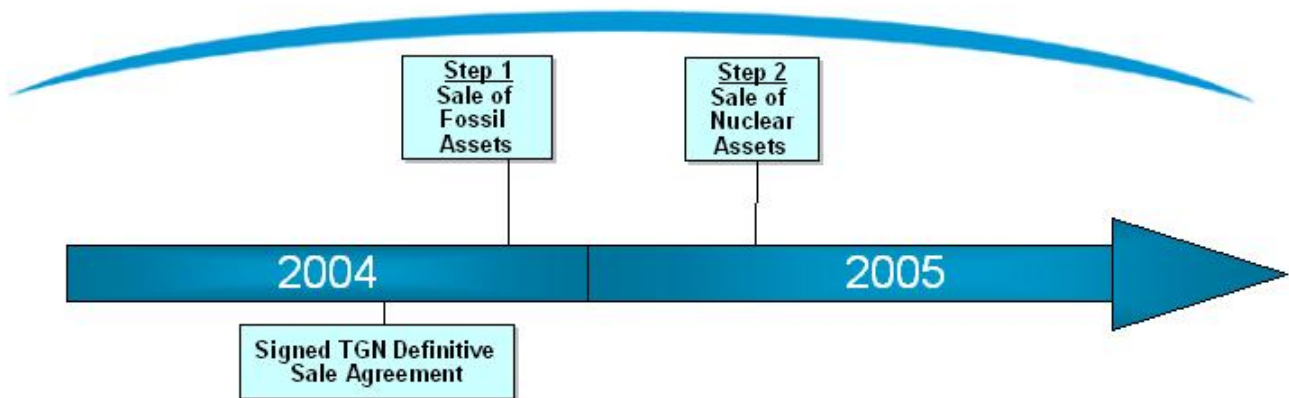 Step 1
Sale of
Fossil
Assets
Step 2
Sale of
Nuclear
Assets
2004
2005
Signed TGN Definitive
Sale Agreement